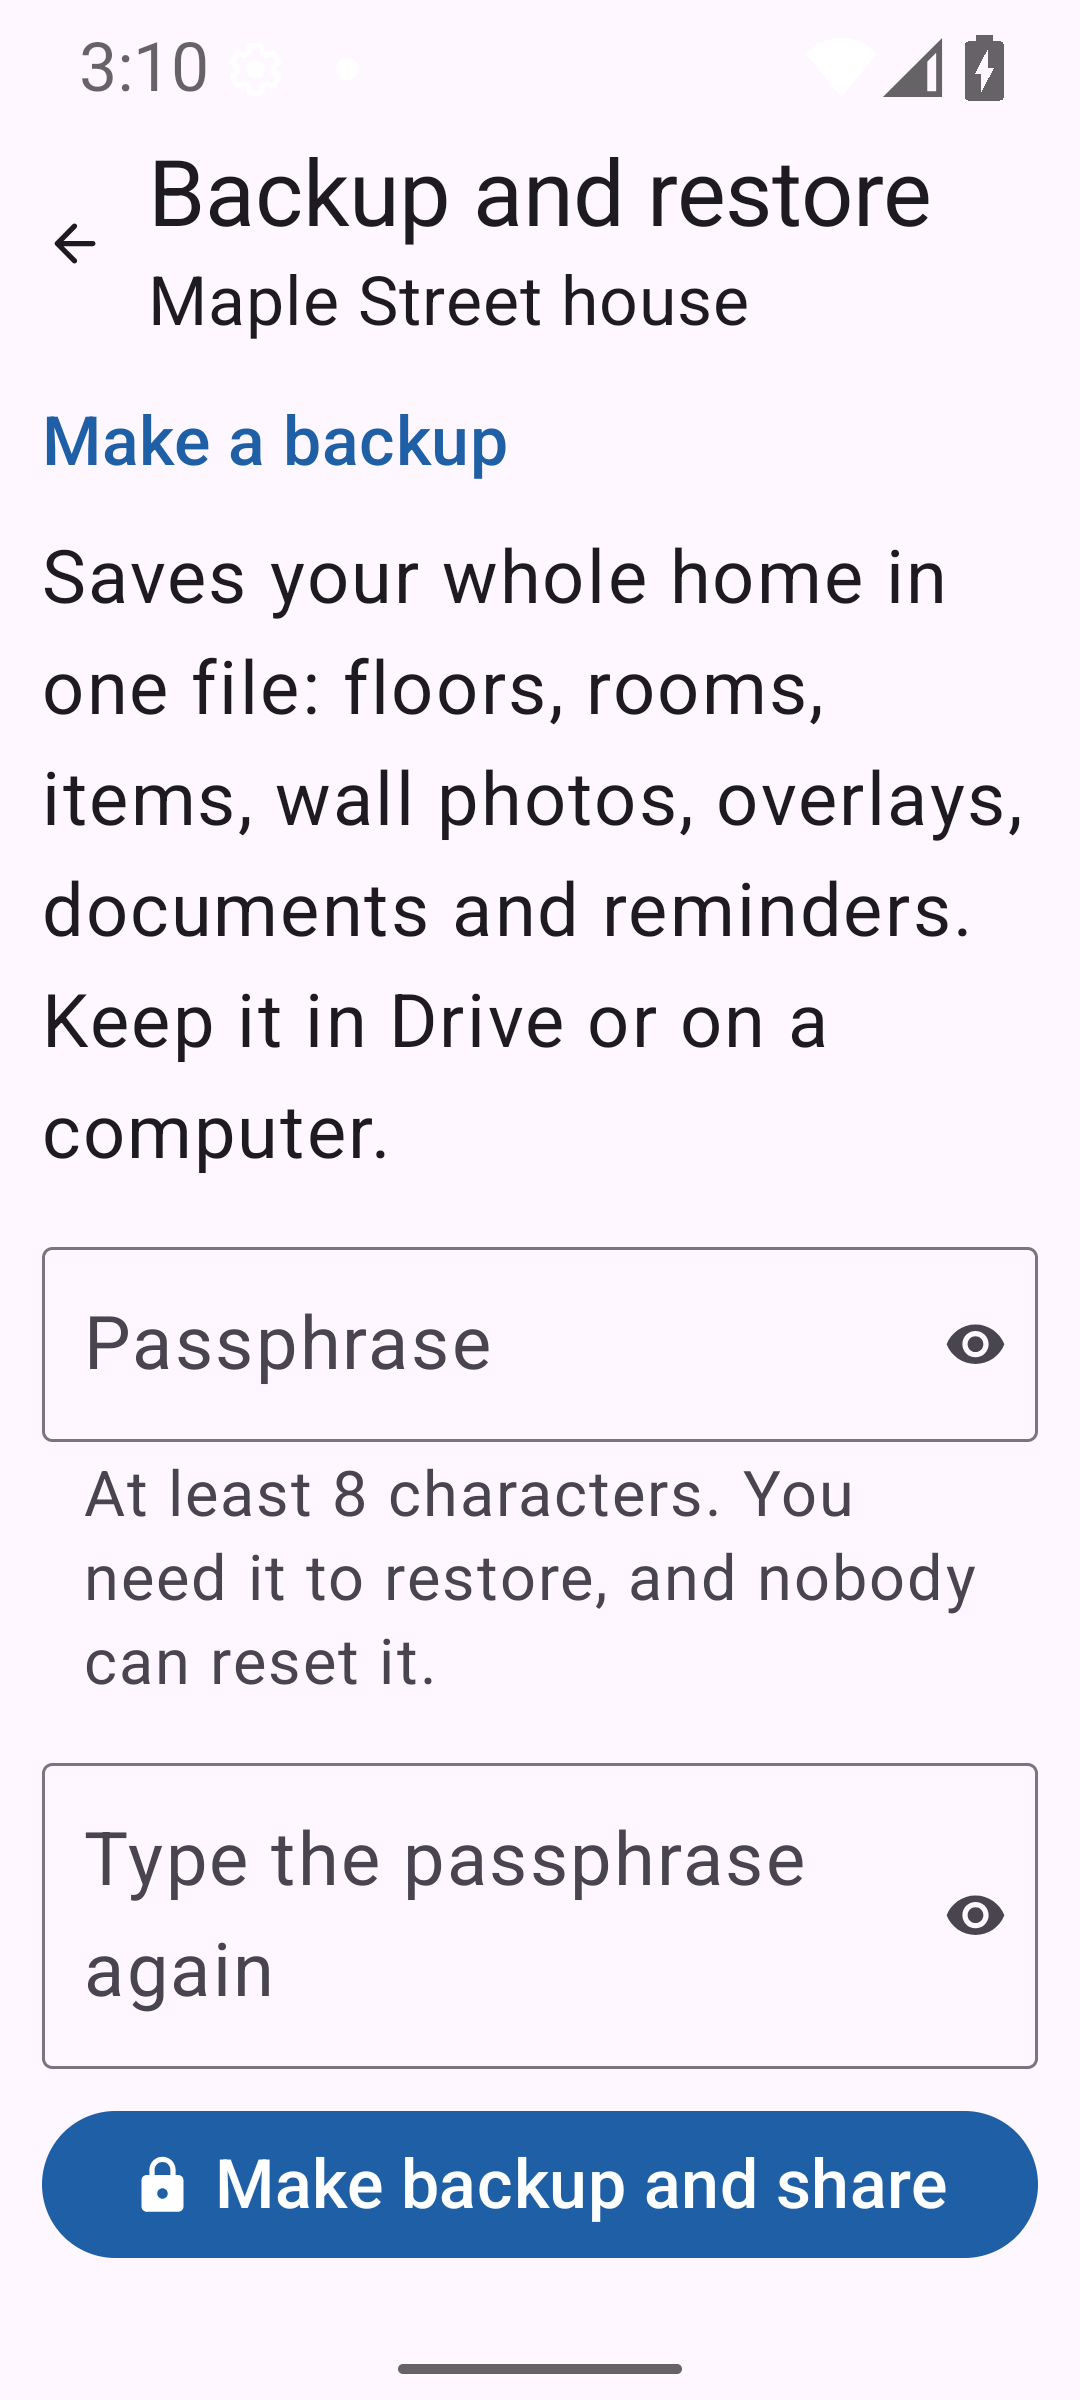 3:10
Backup and restore
Maple Street house
Make a backup
Saves your whole home in
one file: floors, rooms,
items, wall photos, overlays,
documents and reminders.
Keep it in Drive or on a
computer.
Passphrase
At least 8 characters. You
need it to restore, and nobody
can reset it.
Type the passphrase
again
Make backup and share